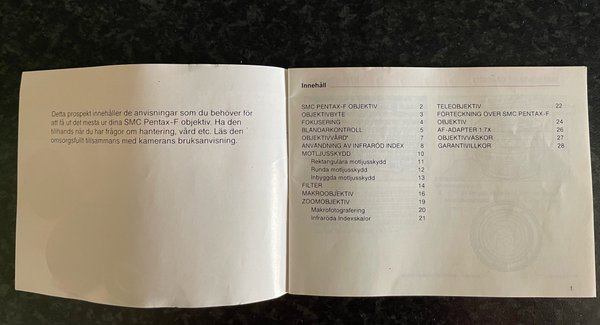 Detta prospekt innehåller de anvisningar som du behöver för
att få ut det mesta ur dina SMC Pentax-F objektiv. Ha den
tillhands när du har frågor om hantering, vård etc. Läs den
omsorgsfullt tillsammans med kamerans bruksanvisning.
Innehåll
SMC PENTAX-F OBJEKTIV 2
OBJEKTIVBYTE 3
FOKUSERING 4
BLÄNDARKONTROLL 5
OBJEKTIVVÅRD 7
ANVÄNDNING AV INFRARÖD INDEX 8
MOTLJUSSKYDD 10
Rektangulära motljusskydd 11
Runda motljusskydd 12
Inbyggda motljusskydd 13
FILTER 14
MAKROOBJEKTIV 16
ZOOMOBJEKTIV 19
Makrofotografering 20
Infraröda Indexskalor 21
TELEOBJEKTIV 22
FÖRTECKNING ÖVER SMC PENTAX-F
OBJEKTIV 24
AF-ADAPTER 1.7X 26
OBJEKTIVVÄSKOR 27
GARANTIVILLKOR 28
1